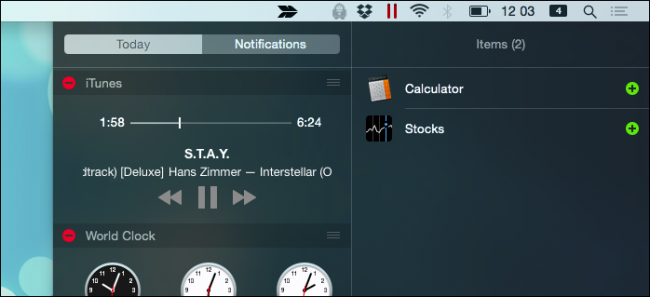 12 03 4
Today Notifications
Items (2)
iTunes
1:58 6:24
S.T.A.Y.
dtrack) [Deluxe] Hans Zimmer — Interstellar (O
World Clock
Calculator
Stocks